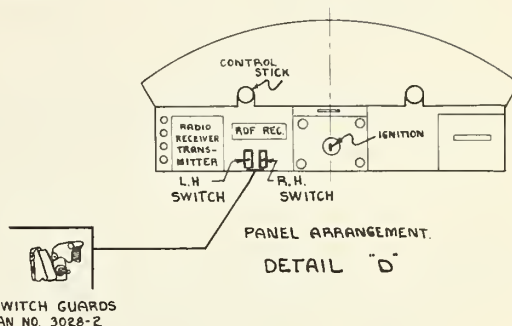 CONTROL
STICK
RADIO
RECEIVER
TRANS-
MITTER
RDF REC.
IGNITION
L.H
SWITCH
R.H.
SWITCH
PANEL ARRANGEMENT.
DETAIL "D"
WITCH GUARDS
AN NO. 3028-2